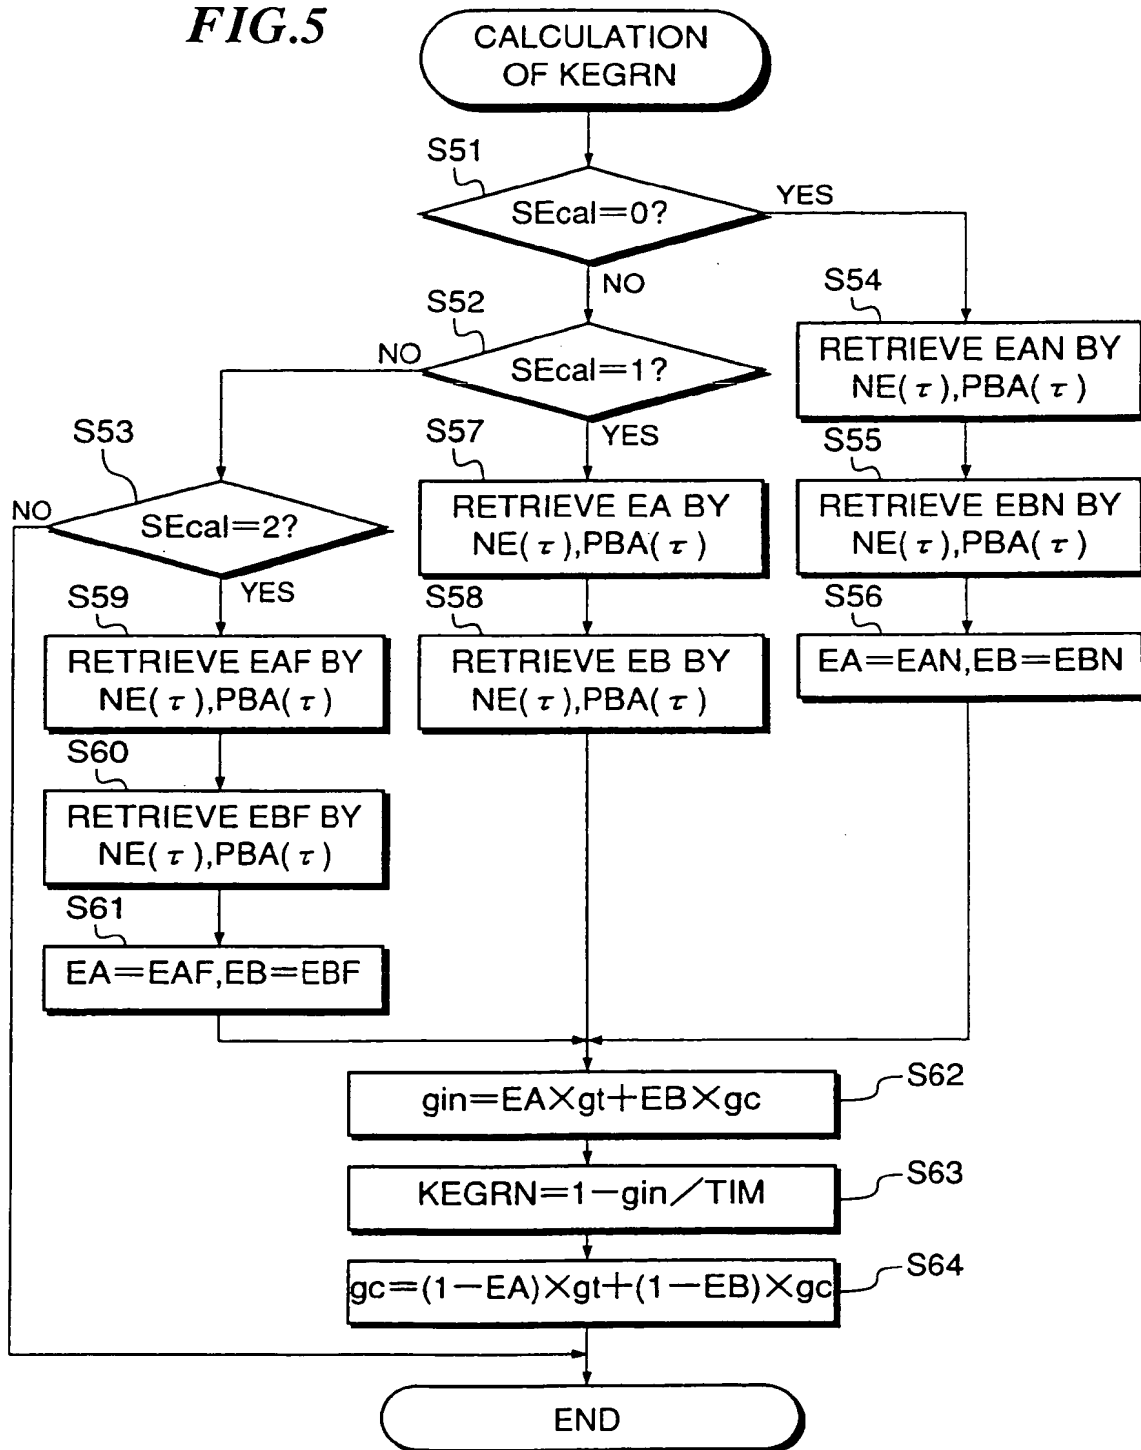 FIG.5
CALCULATION
OF KEGRN
S51
SEcal=0?
YES
NO
S52
SEcal=1?
NO
YES
S54
RETRIEVE EAN BY
NE(τ),PBA(τ)
S53
SEcal=2?
NO
YES
S57
RETRIEVE EA BY
NE(τ),PBA(τ)
S55
RETRIEVE EBN BY
NE(τ),PBA(τ)
S59
RETRIEVE EAF BY
NE(τ),PBA(τ)
S58
RETRIEVE EB BY
NE(τ),PBA(τ)
S56
EA=EAN,EB=EBN
S60
RETRIEVE EBF BY
NE(τ),PBA(τ)
S61
EA=EAF,EB=EBF
gin=EA×gt+EB×gc
S62
KEGRN=1-gin/TIM
S63
gc=(1-EA)×gt+(1-EB)×gc
S64
END